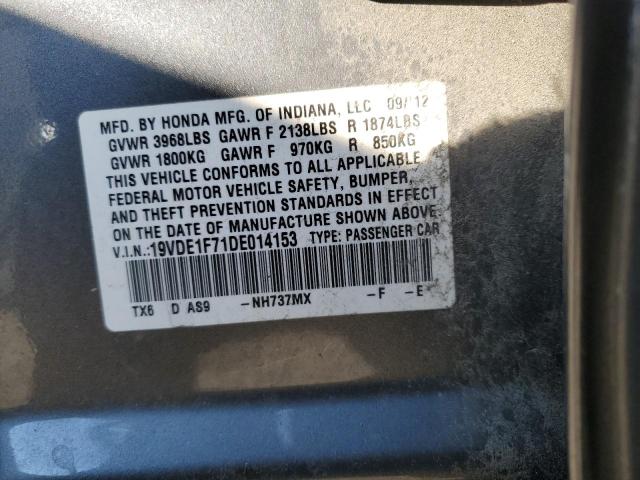 MFD. BY HONDA MFG. OF INDIANA, LLC 09/12
GVWR 3968LBS GAWR F 2138LBS R 1874LBS
GVWR 1800KG GAWR F 970KG R 850KG
THIS VEHICLE CONFORMS TO ALL APPLICABLE
FEDERAL MOTOR VEHICLE SAFETY, BUMPER,
AND THEFT PREVENTION STANDARDS IN EFFECT
ON THE DATE OF MANUFACTURE SHOWN ABOVE.
V.I.N.:19VDE1F71DE014153 TYPE: PASSENGER CAR
TX6 D AS9 -NH737MX -F -E